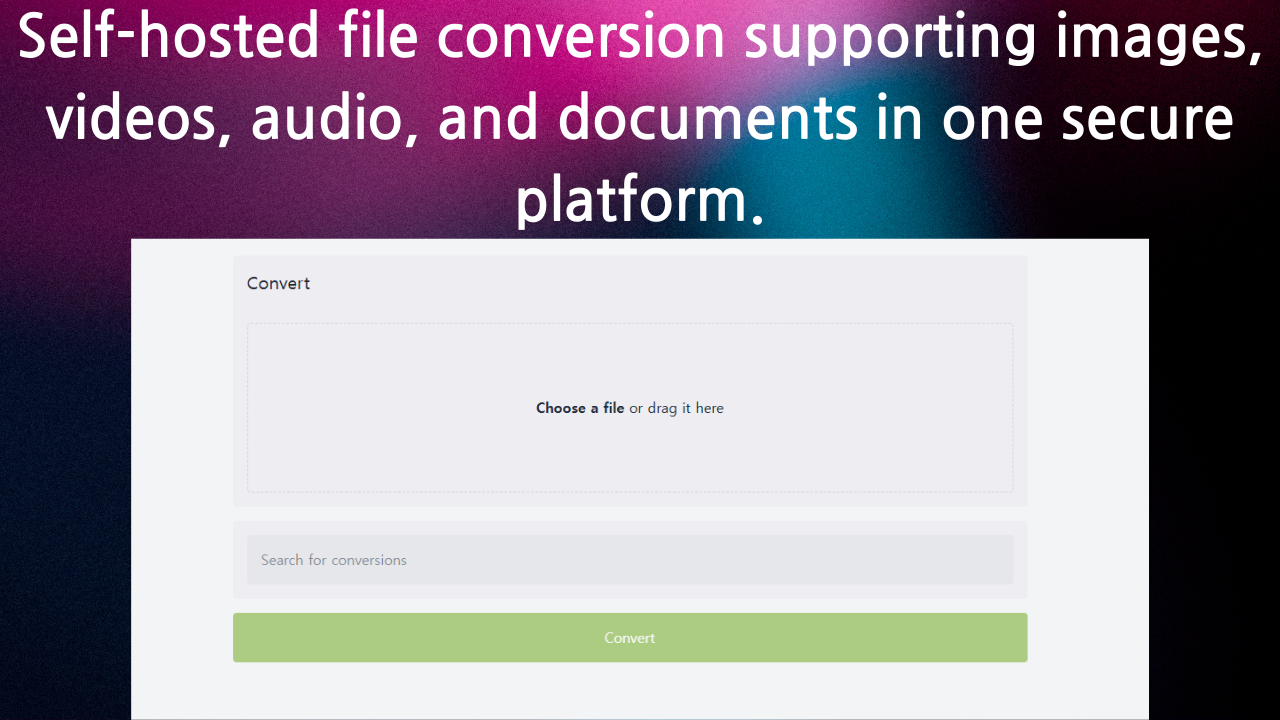 Self-hosted file conversion supporting images,
videos, audio, and documents in one secure
platform.
Convert
Choose a file or drag it here
Search for conversions
Convert